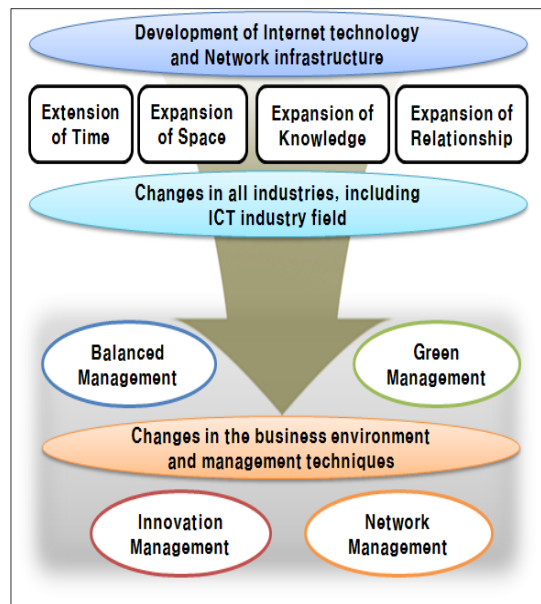 Development of Internet technology
and Network infrastructure
Extension
of Time
Expansion
of Space
Expansion of
Knowledge
Expansion of
Relationship
Changes in all industries, including
ICT industry field
Balanced
Management
Green
Management
Changes in the business environment
and management techniques
Innovation
Management
Network
Management